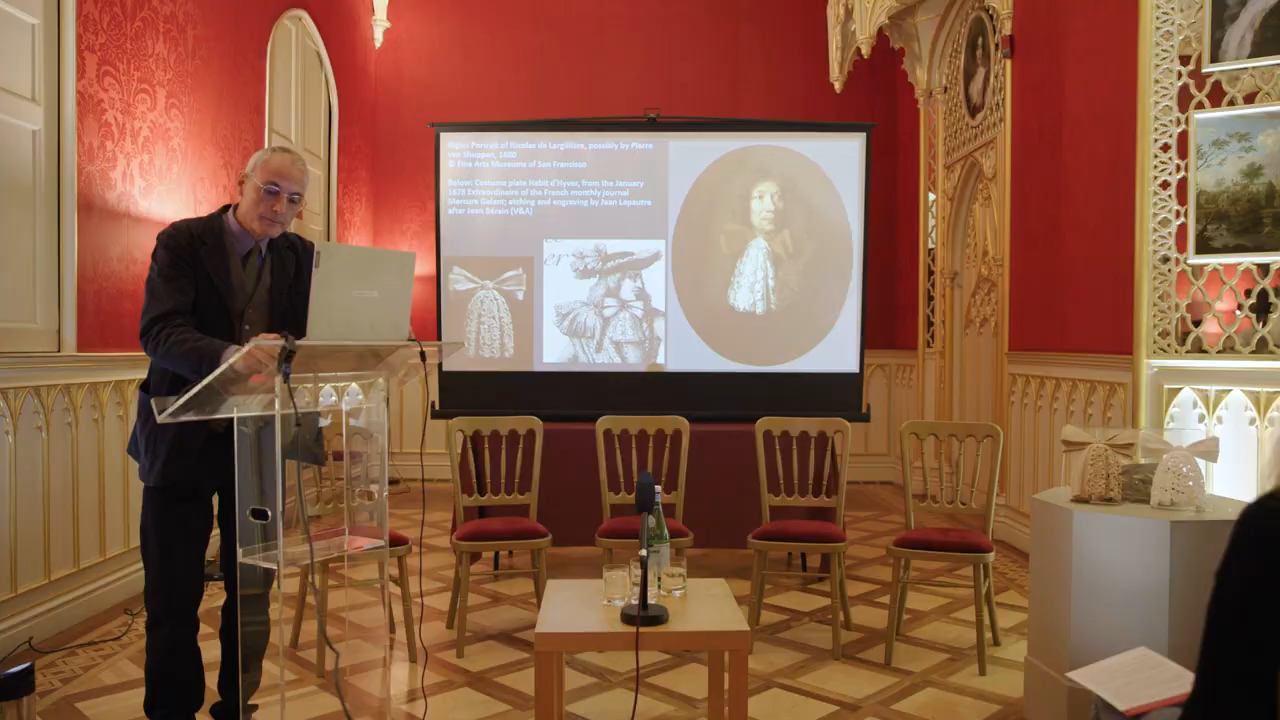 Right: Portrait of Nicolas de Largillière, possibly by Pierre
van Sleppen, 1680
© Fine Arts Museums of San Francisco
Below: Costume plate Habit d'Hyver, from the January
1678 Extraordinaire of the French monthly journal
Mercure Galant; etching and engraving by Jean Lepautre
after Jean Bérain (V&A)
er